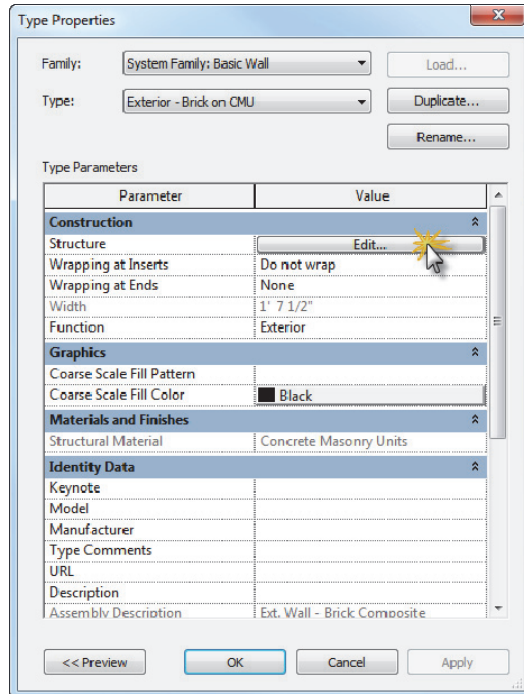 Type Properties
Family: System Family: Basic Wall Load...
Type: Exterior - Brick on CMU Duplicate...
Rename...
Type Parameters
Parameter Value
Construction
Structure Edit...
Wrapping at Inserts Do not wrap
Wrapping at Ends None
Width 1' 7 1/2"
Function Exterior
Graphics
Coarse Scale Fill Pattern
Coarse Scale Fill Color Black
Materials and Finishes
Structural Material Concrete Masonry Units
Identity Data
Keynote
Model
Manufacturer
Type Comments
URL
Description
Assembly Description Ext. Wall - Brick Composite
<< Preview OK Cancel Apply